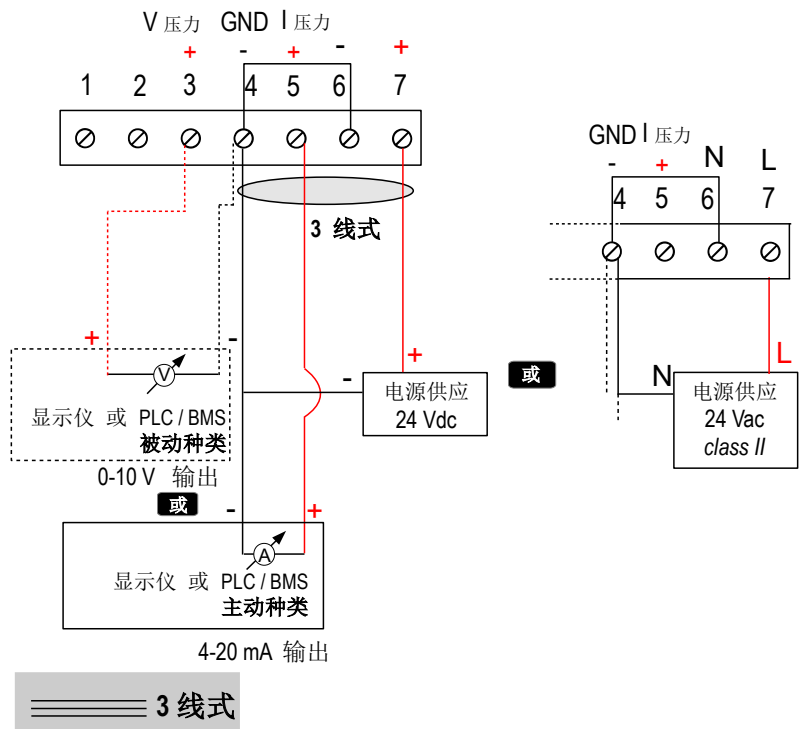 V 压力 GND I 压力
+ - + - +
1 2 3 4 5 6 7
3 线式
+
-
V
显示仪 或 PLC / BMS
被动种类
0-10 V 输出
-
+
电源供应
24 Vdc
或
- +
A
显示仪 或 PLC / BMS
主动种类
4-20 mA 输出
3 线式
或
GND I 压力 N L
- +
4 5 6 7
N
L
电源供应
24 Vac
class II